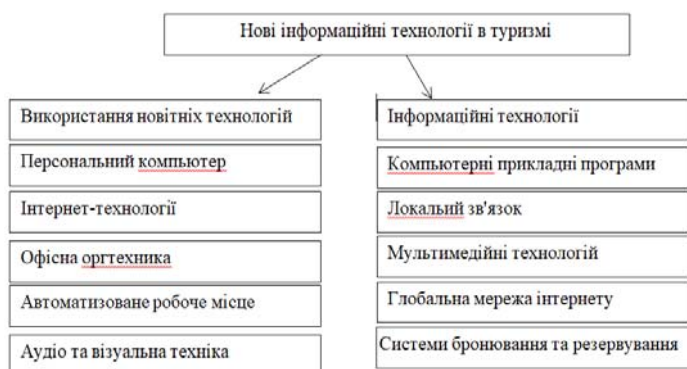 Нові інформаційні технології в туризмі
Використання новітніх технологій
Персональний компьютер
Інтернет-технології
Офісна оргтехника
Автоматизоване робоче місце
Аудіо та візуальна техніка
Інформаційні технології
Компьютерні прикладні програми
Локальий зв'язок
Мультимедійні технологій
Глобальна мережа інтернету
Системи бронювання та резервування